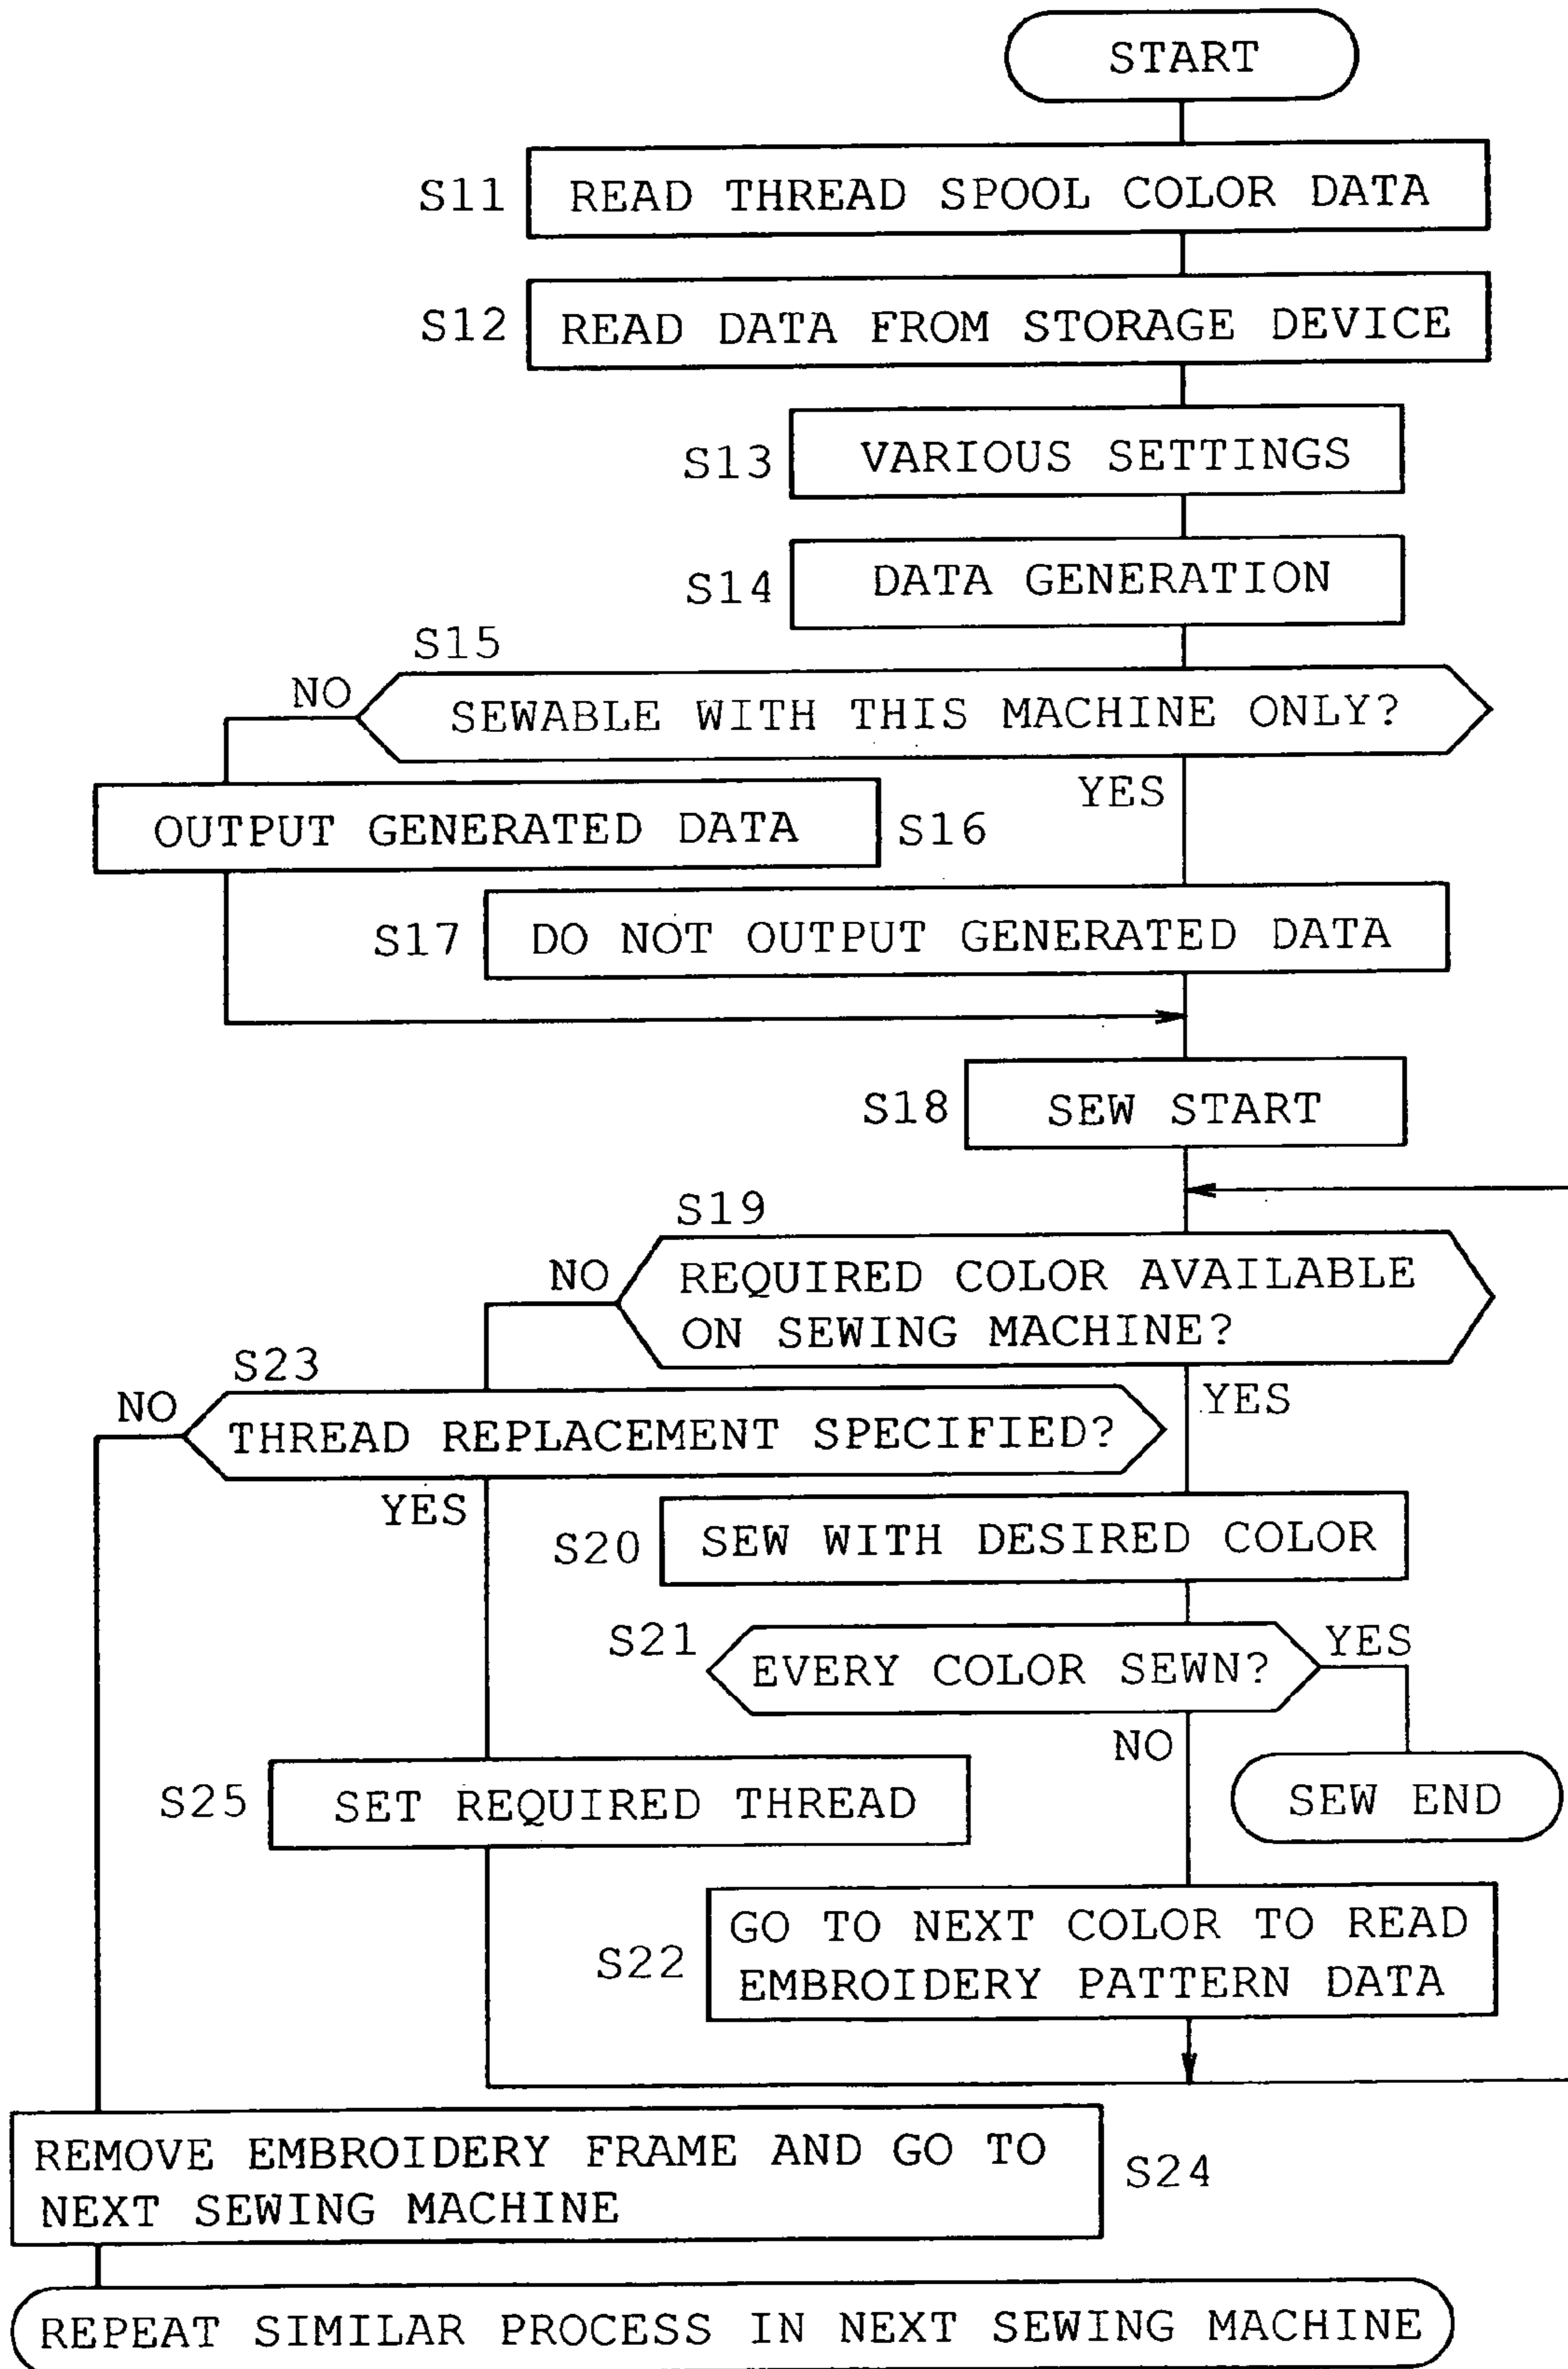 START
S11 READ THREAD SPOOL COLOR DATA
S12 READ DATA FROM STORAGE DEVICE
S13 VARIOUS SETTINGS
S14 DATA GENERATION
S15
NO SEWABLE WITH THIS MACHINE ONLY?
YES
OUTPUT GENERATED DATA S16
S17 DO NOT OUTPUT GENERATED DATA
S18 SEW START
S19
NO REQUIRED COLOR AVAILABLE
ON SEWING MACHINE?
YES
S23
NO THREAD REPLACEMENT SPECIFIED?
YES
S20 SEW WITH DESIRED COLOR
S21 EVERY COLOR SEWN? YES
NO
S25 SET REQUIRED THREAD
SEW END
S22 GO TO NEXT COLOR TO READ
EMBROIDERY PATTERN DATA
REMOVE EMBROIDERY FRAME AND GO TO
NEXT SEWING MACHINE
S24
REPEAT SIMILAR PROCESS IN NEXT SEWING MACHINE